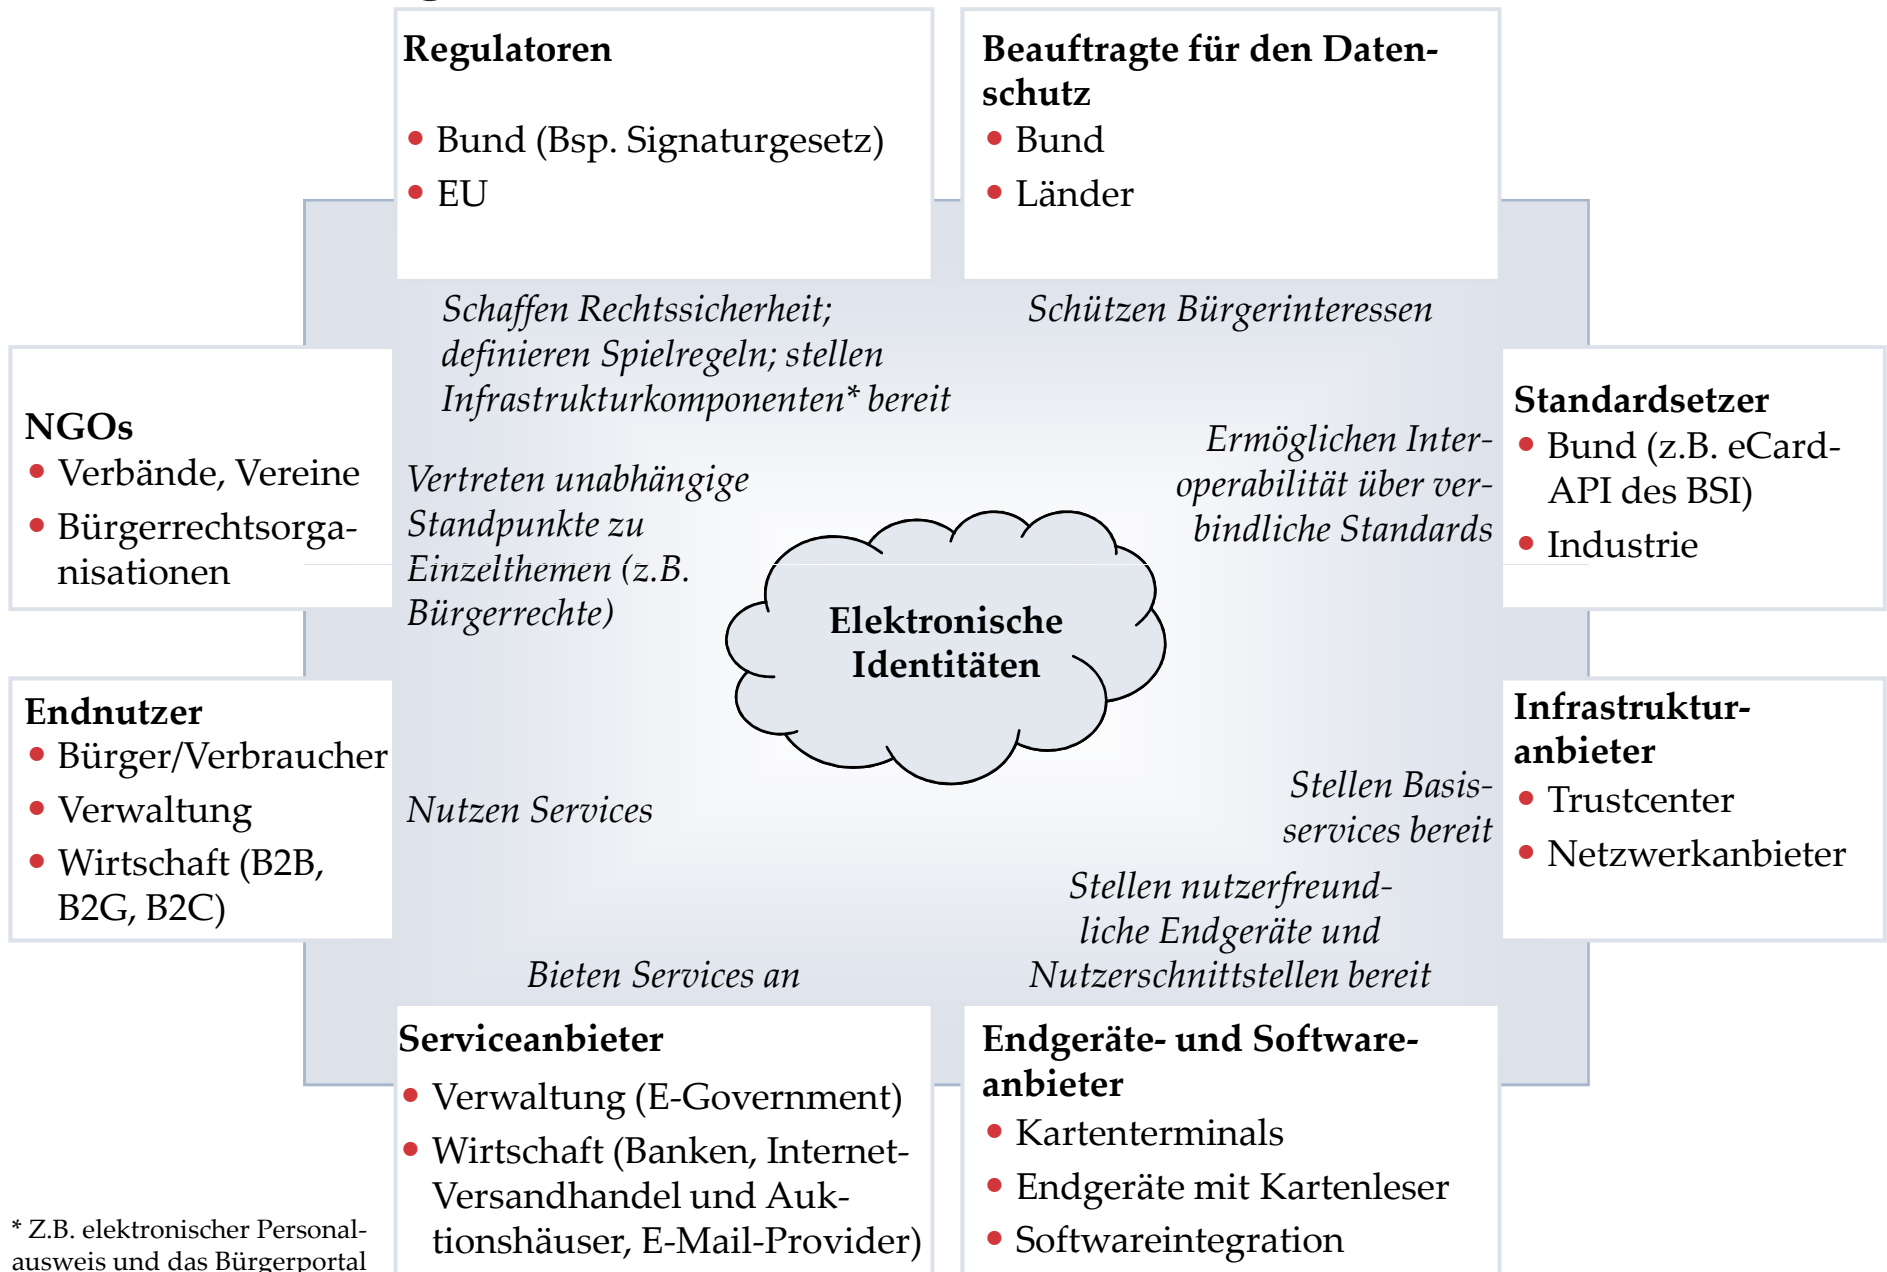 Regulatoren
• Bund (Bsp. Signaturgesetz)
• EU
Beauftragte für den Daten-
schutz
• Bund
• Länder
Schaffen Rechtssicherheit;
definieren Spielregeln; stellen
Infrastrukturkomponenten* bereit
Schützen Bürgerinteressen
NGOs
• Verbände, Vereine
• Bürgerrechtsorga-
nisationen
Vertreten unabhängige
Standpunkte zu
Einzelthemen (z.B.
Bürgerrechte)
Ermöglichen Inter-
operabilität über ver-
bindliche Standards
Standardsetzer
• Bund (z.B. eCard-
API des BSI)
• Industrie
Elektronische
Identitäten
Endnutzer
• Bürger/Verbraucher
• Verwaltung
• Wirtschaft (B2B,
B2G, B2C)
Nutzen Services
Stellen Basis-
services bereit
Infrastruktur-
anbieter
• Trustcenter
• Netzwerkanbieter
Bieten Services an
Stellen nutzerfreund-
liche Endgeräte und
Nutzerschnittstellen bereit
Serviceanbieter
• Verwaltung (E-Government)
• Wirtschaft (Banken, Internet-
Versandhandel und Auk-
tionshäuser, E-Mail-Provider)
Endgeräte- und Software-
anbieter
• Kartenterminals
• Endgeräte mit Kartenleser
• Softwareintegration
* Z.B. elektronischer Personal-
ausweis und das Bürgerportal